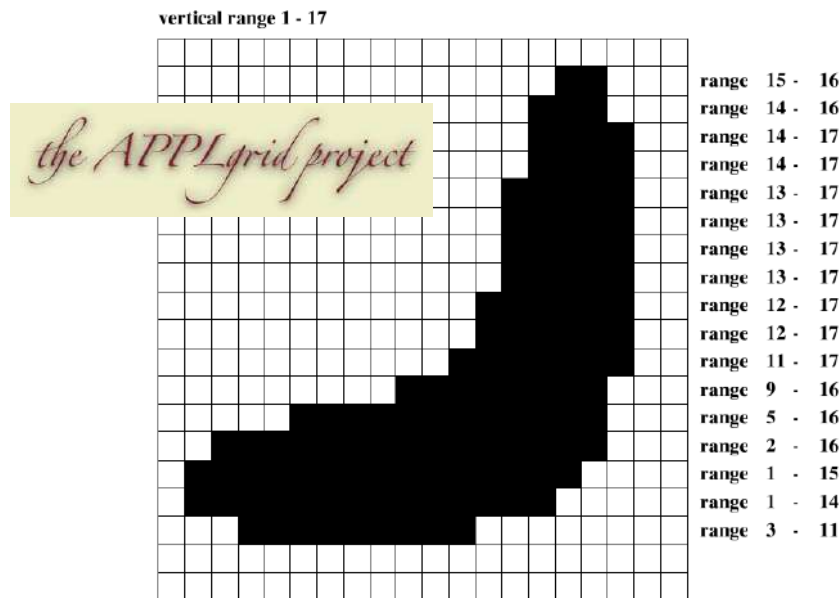 vertical range 1 - 17
range 15 - 16
range 14 - 16
the APPLgrid project
range 14 - 17
range 14 - 17
range 13 - 17
range 13 - 17
range 13 - 17
range 13 - 17
range 12 - 17
range 12 - 17
range 11 - 17
range 9 - 16
range 5 - 16
range 2 - 16
range 1 - 15
range 1 - 14
range 3 - 11